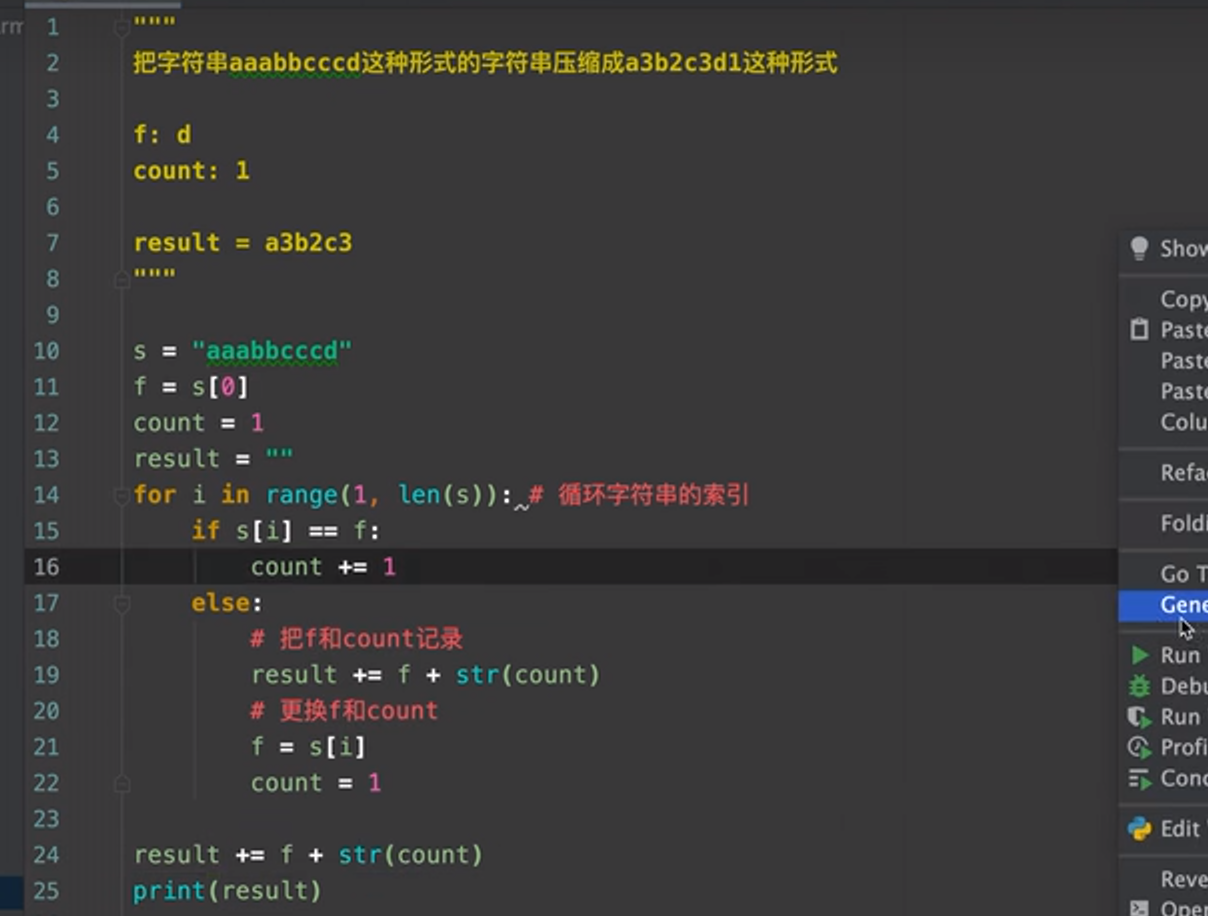 1 """
2 把字符串aaabbcccd这种形式的字符串压缩成a3b2c3d1这种形式
3
4 f: d
5 count: 1
6
7 result = a3b2c3
8 """
9
10 s = "aaabbcccd"
11 f = s[0]
12 count = 1
13 result = ""
14 for i in range(1, len(s)): # 循环字符串的索引
15     if s[i] == f:
16         count += 1
17     else:
18         # 把f和count记录
19         result += f + str(count)
20         # 更换f和count
21         f = s[i]
22         count = 1
23
24 result += f + str(count)
25 print(result)
Show
Copy
Paste
Paste
Paste
Colu
Refa
Foldi
Go T
Gene
Run
Debu
Run
Profi
Conc
Edit
Reve
Open